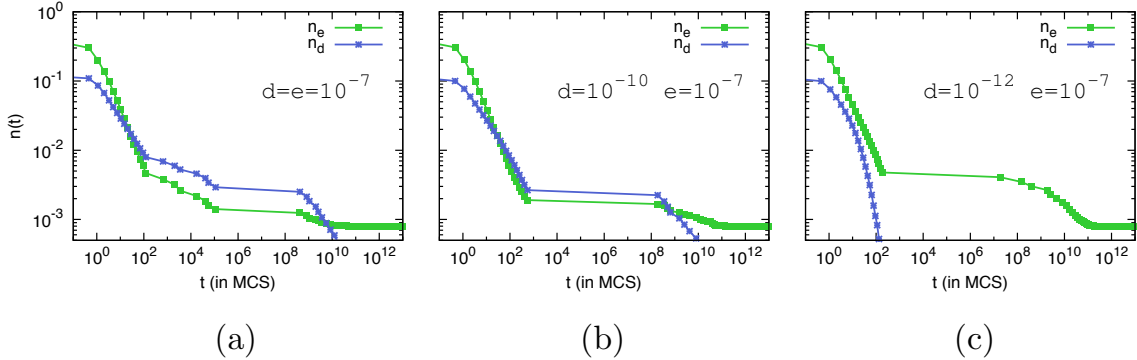 10^0
10^-1
10^-2
10^-3
n(t)
10^0 10^2 10^4 10^6 10^8 10^10 10^12
t (in MCS)
n_e
n_d
d=e=10^-7
(a)
10^0 10^2 10^4 10^6 10^8 10^10 10^12
t (in MCS)
n_e
n_d
d=10^-10 e=10^-7
(b)
10^0 10^2 10^4 10^6 10^8 10^10 10^12
t (in MCS)
n_e
n_d
d=10^-12 e=10^-7
(c)